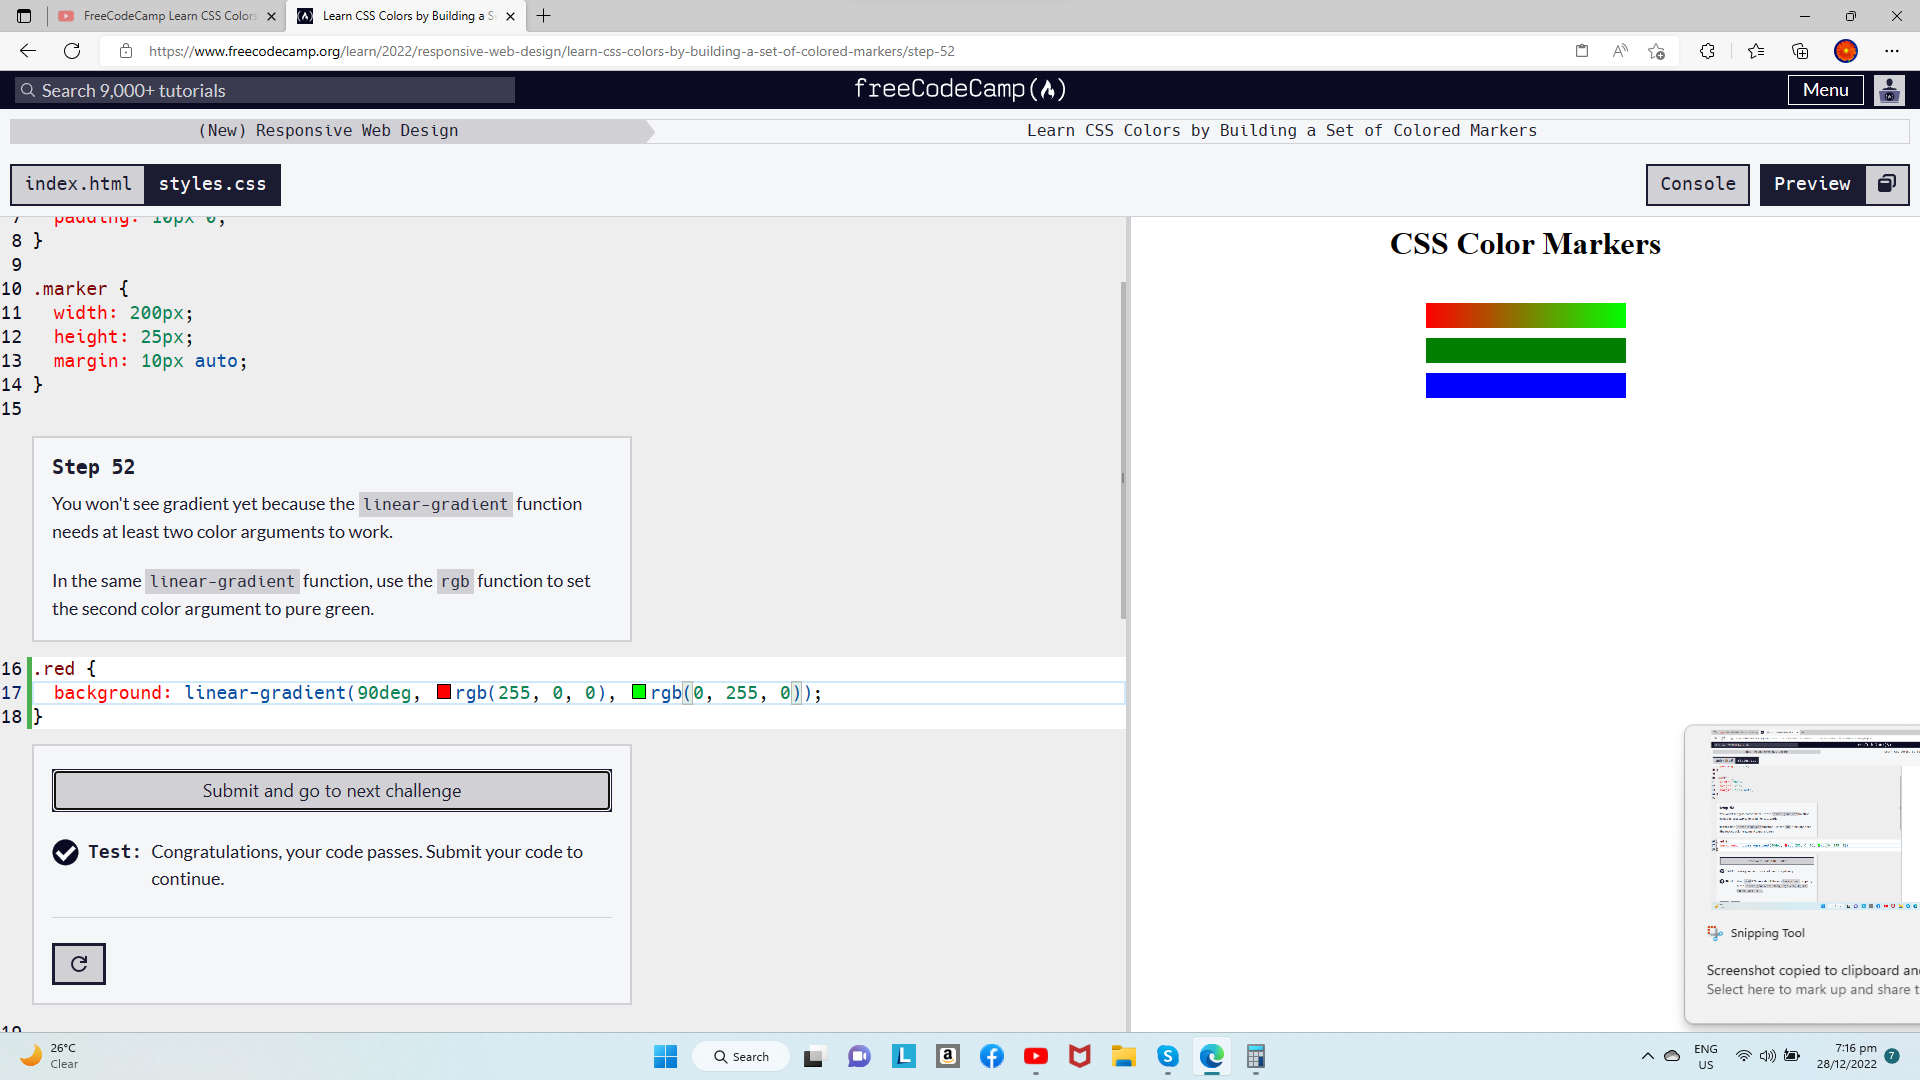 FreeCodeCamp Learn CSS Colors
Learn CSS Colors by Building a Se
https://www.freecodecamp.org/learn/2022/responsive-web-design/learn-css-colors-by-building-a-set-of-colored-markers/step-52
Search 9,000+ tutorials
freeCodeCamp
Menu
(New) Responsive Web Design
Learn CSS Colors by Building a Set of Colored Markers
index.html
styles.css
Console
Preview
7 padding: 10px 0;
8 }
9
10 .marker {
11 width: 200px;
12 height: 25px;
13 margin: 10px auto;
14 }
15
Step 52
You won't see gradient yet because the linear-gradient function
needs at least two color arguments to work.
In the same linear-gradient function, use the rgb function to set
the second color argument to pure green.
16 .red {
17 background: linear-gradient(90deg, rgb(255, 0, 0), rgb(0, 255, 0));
18 }
Submit and go to next challenge
Test: Congratulations, your code passes. Submit your code to
continue.
19
CSS Color Markers
Snipping Tool
Screenshot copied to clipboard an
Select here to mark up and share t
26°C
Clear
Search
ENG
US
7:16 pm
28/12/2022
7